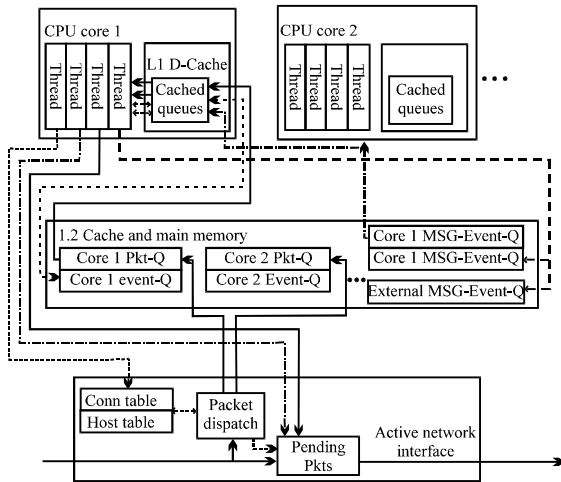 CPU core 1
CPU core 2
L1 D-Cache
Thread
Thread
Thread
Thread
Cached
queues
Thread
Thread
Thread
Thread
Cached
queues
1.2 Cache and main memory
Core 1 Pkt-Q
Core 1 event-Q
Core 2 Pkt-Q
Core 2 Event-Q
Core 1 MSG-Event-Q
Core 1 MSG-Event-Q
External MSG-Event-Q
Conn table
Host table
Packet
dispatch
Pending
Pkts
Active network
interface